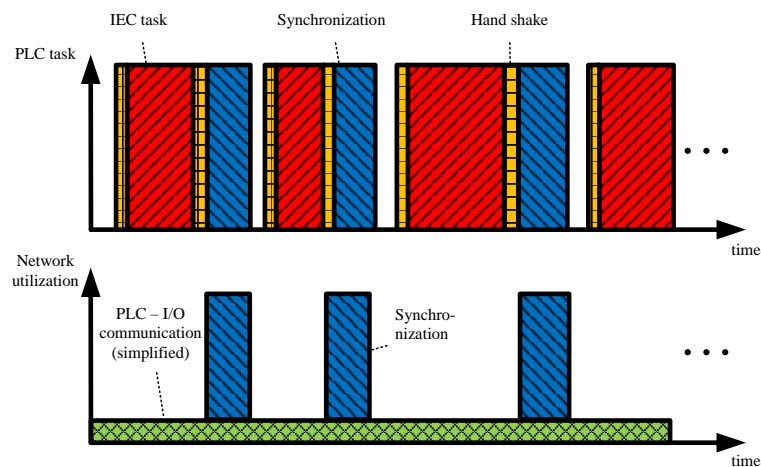 IEC task
Synchronization
Hand shake
PLC task
time
Network
utilization
PLC – I/O
communication
(simplified)
Synchro-
nization
time